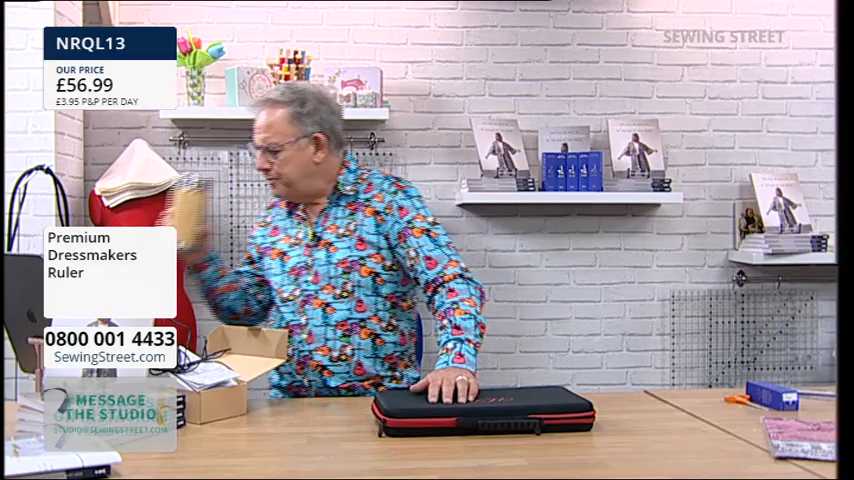 NRQL13
OUR PRICE
£56.99
£3.95 P&P PER DAY
SEWING STREET
Premium
Dressmakers
Ruler
0800 001 4433
SewingStreet.com
MESSAGE
THE STUDIO
STUDIO@SEWINGSTREET.COM